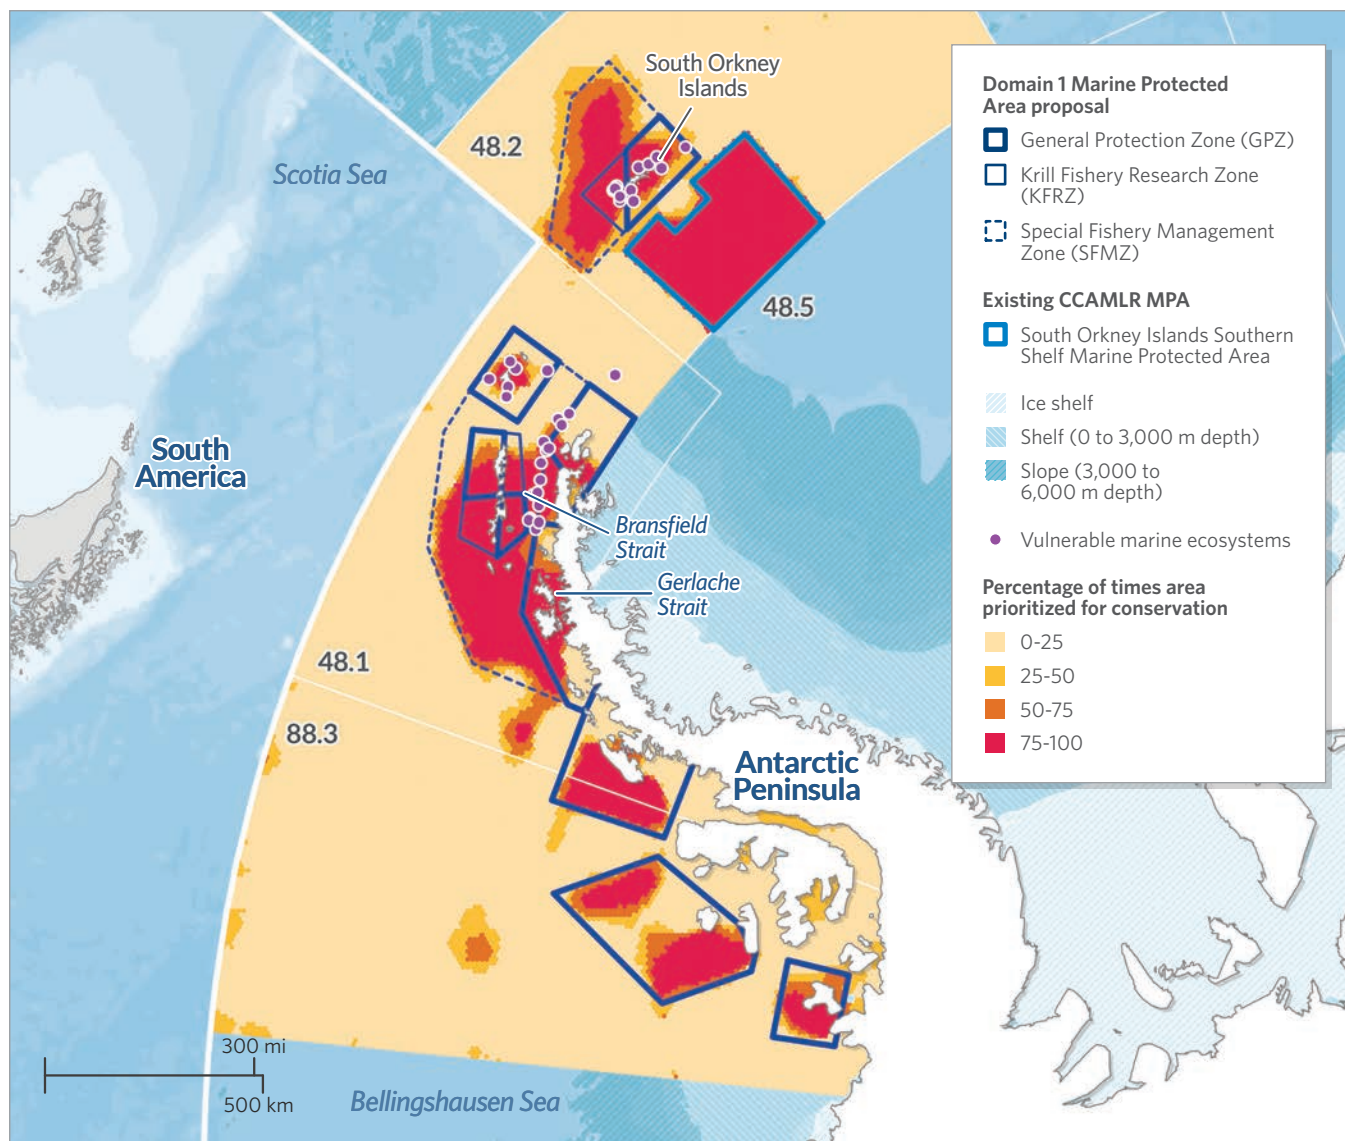 South Orkney
Islands
48.2
Scotia Sea
48.5
South
America
Bransfield
Strait
Gerlache
Strait
48.1
88.3
Antarctic
Peninsula
300 mi
500 km
Bellingshausen Sea
Domain 1 Marine Protected
Area proposal
General Protection Zone (GPZ)
Krill Fishery Research Zone
(KFRZ)
Special Fishery Management
Zone (SFMZ)
Existing CCAMLR MPA
South Orkney Islands Southern
Shelf Marine Protected Area
Ice shelf
Shelf (0 to 3,000 m depth)
Slope (3,000 to
6,000 m depth)
Vulnerable marine ecosystems
Percentage of times area
prioritized for conservation
0-25
25-50
50-75
75-100